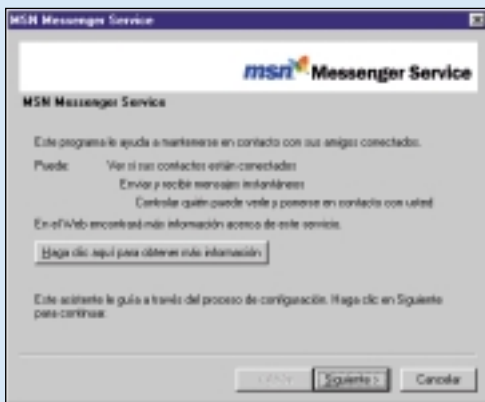 MSN Messenger Service
msn Messenger Service
MSN Messenger Service
Este programa le ayuda a mantenerse en contacto con sus amigos conectados.
Puede: Ver si sus contactos están conectados
Enviar y recibir mensajes instantáneos
Controlar quién puede verle y ponerse en contacto con usted
En el Web encontrará más información acerca de este servicio.
Haga clic aquí para obtener más información
Este asistente le guía a través del proceso de configuración. Haga clic en Siguiente
para continuar.
Siguiente > Cancelar